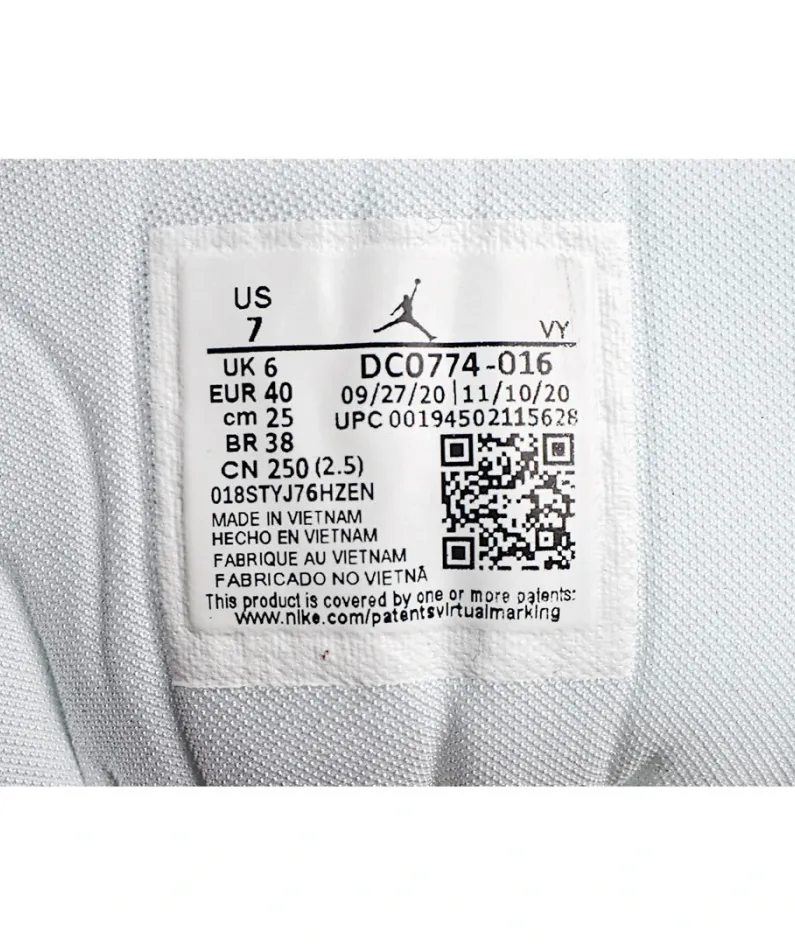 US
7
VY
UK 6
DC0774-016
EUR 40
09/27/20 | 11/10/20
cm 25
UPC 00194502115628
BR 38
CN 250 (2.5)
018STYJ76HZEN
MADE IN VIETNAM
HECHO EN VIETNAM
FABRIQUE AU VIETNAM
FABRICADO NO VIETNÃ
This product is covered by one or more patents:
www.nike.com/patentsvirtualmarking